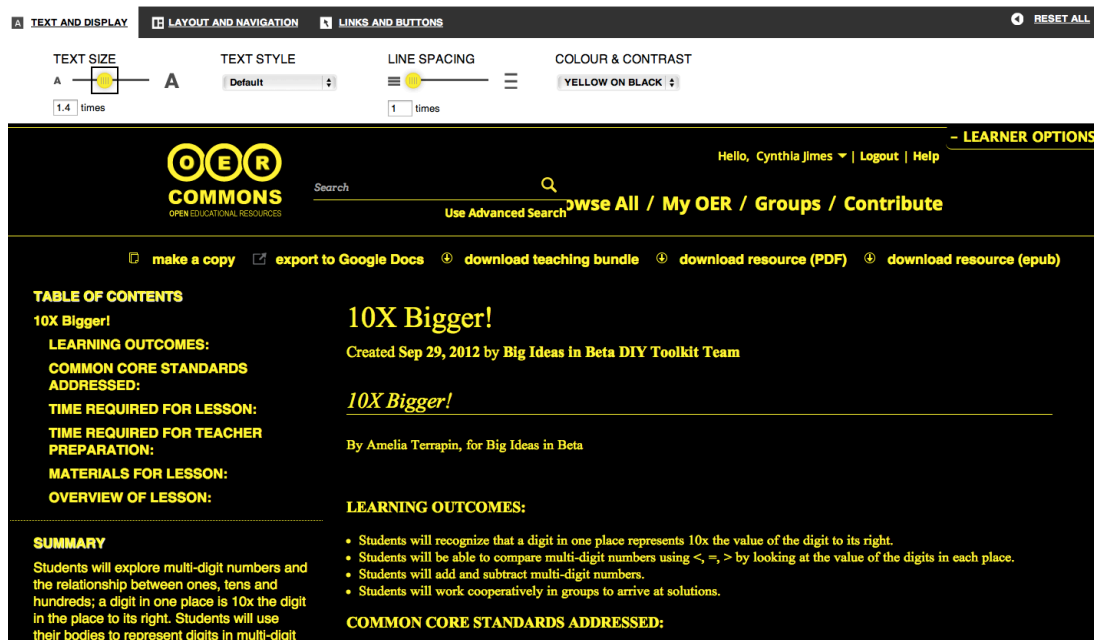 A TEXT AND DISPLAY LAYOUT AND NAVIGATION LINKS AND BUTTONS RESET ALL
TEXT SIZE TEXT STYLE LINE SPACING COLOUR & CONTRAST
A A Default YELLOW ON BLACK
1.4 times 1 times
– LEARNER OPTIONS
Hello, Cynthia Jimes | Logout | Help
OER
COMMONS
OPEN EDUCATIONAL RESOURCES
Search
Use Advanced Search
owse All / My OER / Groups / Contribute
make a copy export to Google Docs download teaching bundle download resource (PDF) download resource (epub)
TABLE OF CONTENTS
10X Bigger!
LEARNING OUTCOMES:
COMMON CORE STANDARDS
ADDRESSED:
TIME REQUIRED FOR LESSON:
TIME REQUIRED FOR TEACHER
PREPARATION:
MATERIALS FOR LESSON:
OVERVIEW OF LESSON:
SUMMARY
Students will explore multi-digit numbers and
the relationship between ones, tens and
hundreds; a digit in one place is 10x the digit
in the place to its right. Students will use
their bodies to represent digits in multi-digit
10X Bigger!
Created Sep 29, 2012 by Big Ideas in Beta DIY Toolkit Team
10X Bigger!
By Amelia Terrapin, for Big Ideas in Beta
LEARNING OUTCOMES:
• Students will recognize that a digit in one place represents 10x the value of the digit to its right.
• Students will be able to compare multi-digit numbers using <, =, > by looking at the value of the digits in each place.
• Students will add and subtract multi-digit numbers.
• Students will work cooperatively in groups to arrive at solutions.
COMMON CORE STANDARDS ADDRESSED: